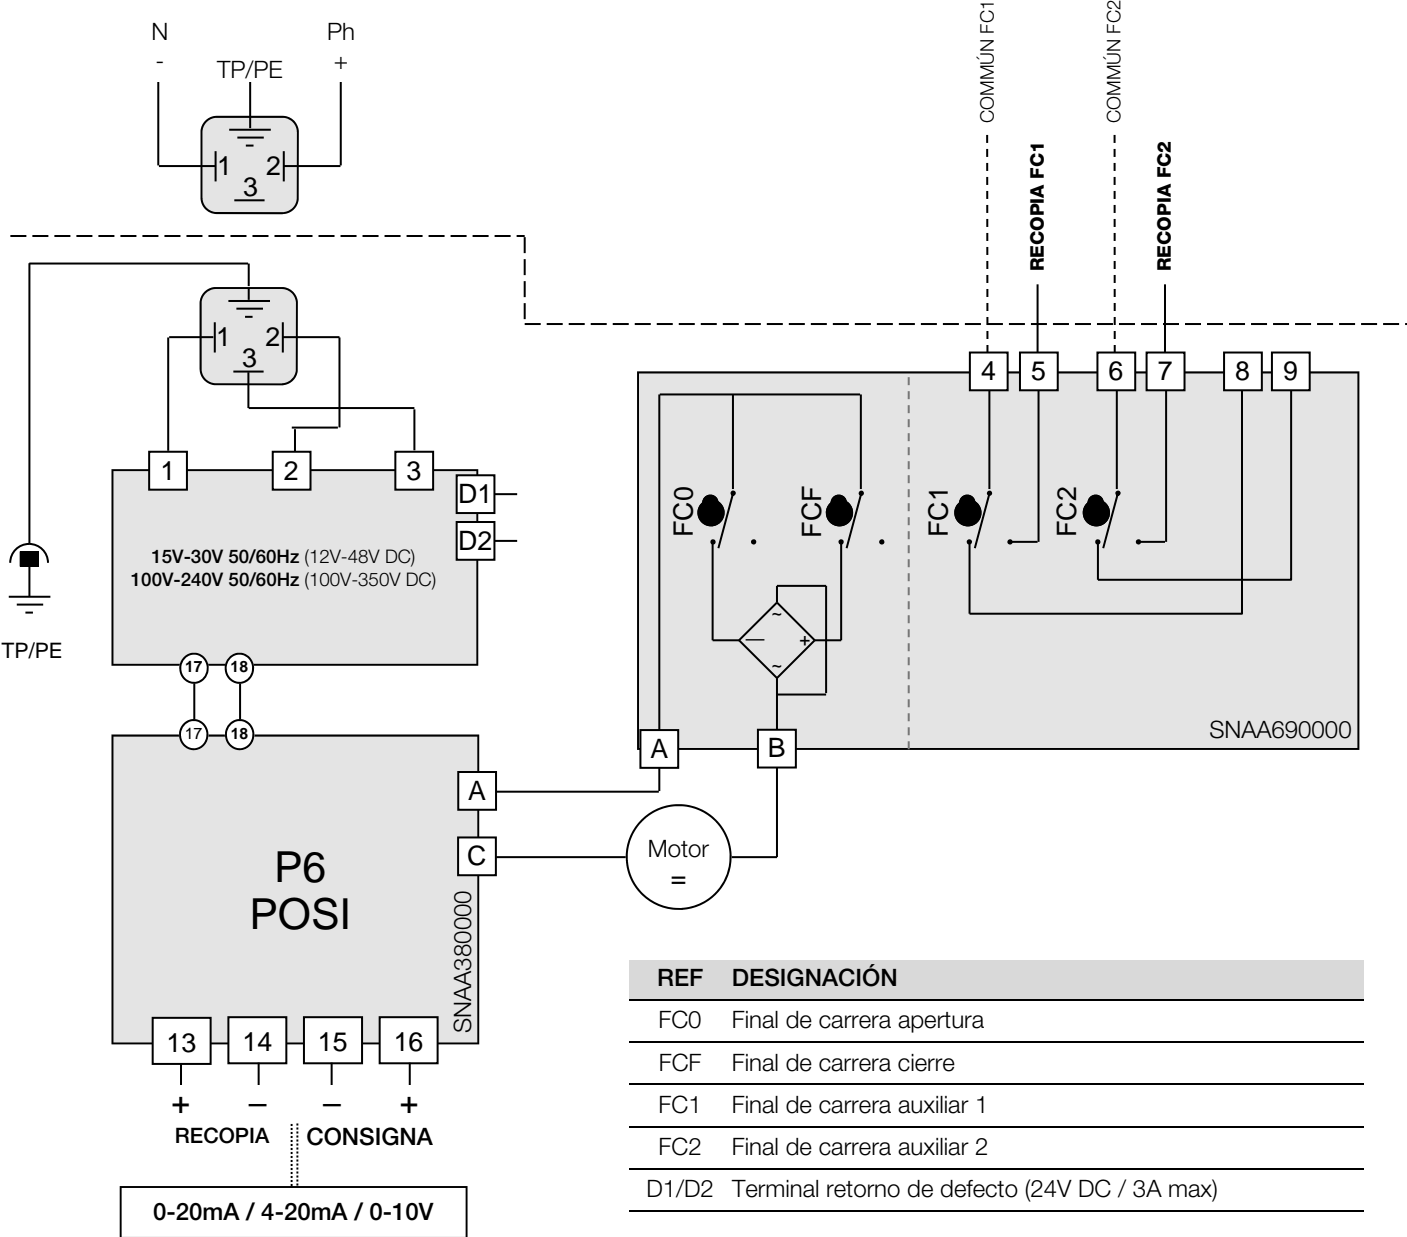 N
Ph
-
TP/PE
+
1
2
3
COMMÚN FC1
RECOPIA FC1
COMMÚN FC2
RECOPIA FC2
1
2
3
4
5
6
7
8
9
1
2
3
D1
D2
15V-30V 50/60Hz (12V-48V DC)
100V-240V 50/60Hz (100V-350V DC)
TP/PE
17
18
17
18
FC0
FCF
FC1
FC2
~
—
+
~
SNAA690000
A
B
A
C
Motor
=
P6
POSI
SNAA380000
13
14
15
16
+
–
–
+
RECOPIA
CONSIGNA
0-20mA / 4-20mA / 0-10V
REF DESIGNACIÓN
FC0 Final de carrera apertura
FCF Final de carrera cierre
FC1 Final de carrera auxiliar 1
FC2 Final de carrera auxiliar 2
D1/D2 Terminal retorno de defecto (24V DC / 3A max)